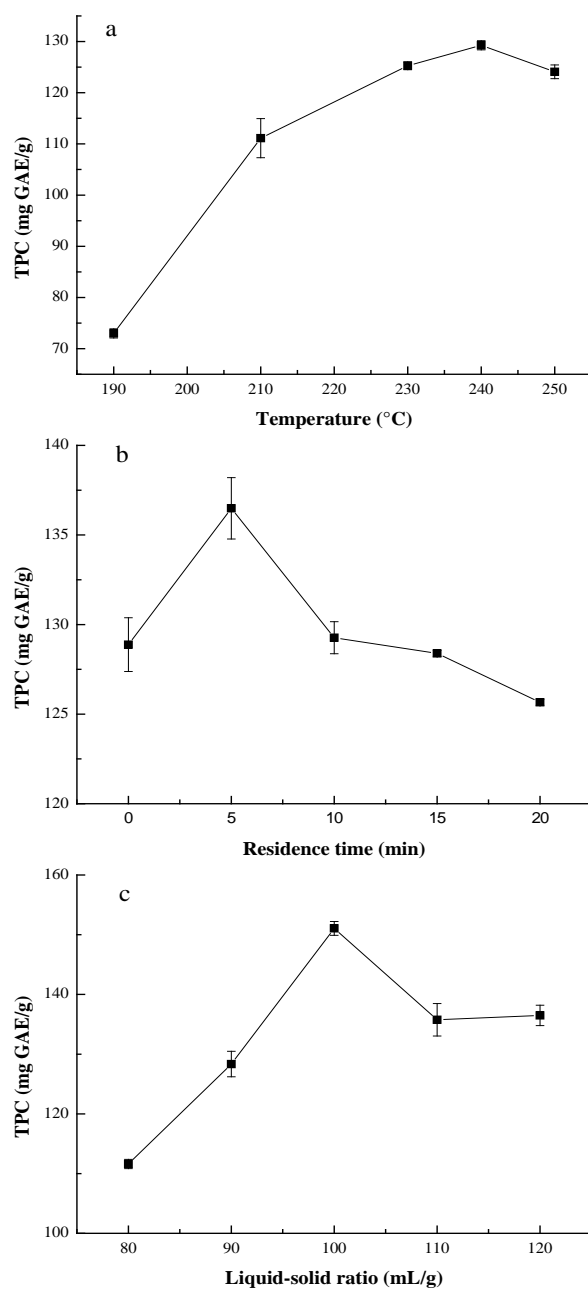 a
130
120
110
100
90
80
70
TPC (mg GAE/g)
190 200 210 220 230 240 250
Temperature (°C)
b
140
135
130
125
120
TPC (mg GAE/g)
0 5 10 15 20
Residence time (min)
c
160
140
120
100
TPC (mg GAE/g)
80 90 100 110 120
Liquid-solid ratio (mL/g)